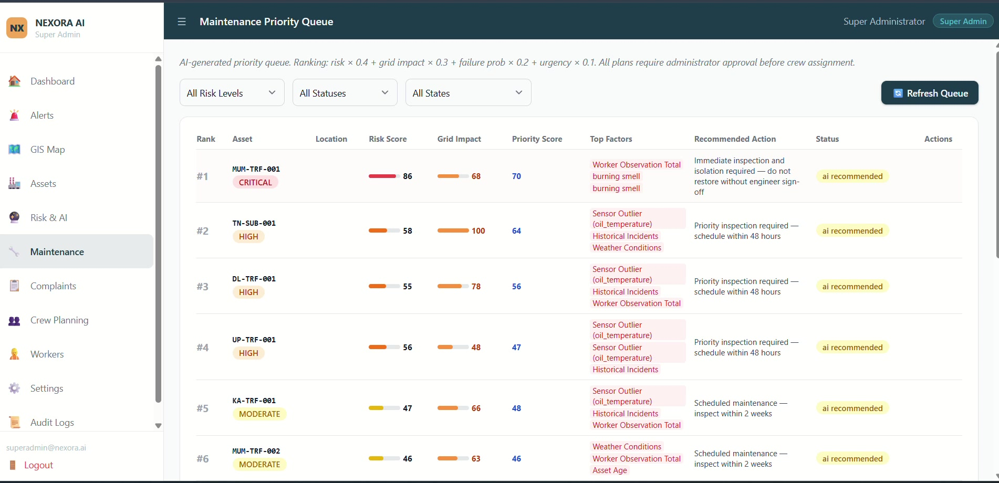 NX
NEXORA AI
Super Admin
Dashboard
Alerts
GIS Map
Assets
Risk & AI
Maintenance
Complaints
Crew Planning
Workers
Settings
Audit Logs
superadmin@nexora.ai
Logout
☰ Maintenance Priority Queue
Super Administrator
Super Admin
AI-generated priority queue. Ranking: risk × 0.4 + grid impact × 0.3 + failure prob × 0.2 + urgency × 0.1. All plans require administrator approval before crew assignment.
All Risk Levels
All Statuses
All States
Refresh Queue
Rank Asset Location Risk Score Grid Impact Priority Score Top Factors Recommended Action Status Actions
#1
MUM-TRF-001
CRITICAL
86
68
70
Worker Observation Total
burning smell
burning smell
Immediate inspection and
isolation required — do not
restore without engineer sign-
off
ai recommended
#2
TN-SUB-001
HIGH
58
100
64
Sensor Outlier
(oil_temperature)
Historical Incidents
Weather Conditions
Priority inspection required —
schedule within 48 hours
ai recommended
#3
DL-TRF-001
HIGH
55
78
56
Sensor Outlier
(oil_temperature)
Historical Incidents
Worker Observation Total
Priority inspection required —
schedule within 48 hours
ai recommended
#4
UP-TRF-001
HIGH
56
48
47
Sensor Outlier
(oil_temperature)
Sensor Outlier
(oil_temperature)
Historical Incidents
Priority inspection required —
schedule within 48 hours
ai recommended
#5
KA-TRF-001
MODERATE
47
66
48
Sensor Outlier
(oil_temperature)
Historical Incidents
Worker Observation Total
Scheduled maintenance —
inspect within 2 weeks
ai recommended
#6
MUM-TRF-002
MODERATE
46
63
46
Weather Conditions
Worker Observation Total
Asset Age
Scheduled maintenance —
inspect within 2 weeks
ai recommended